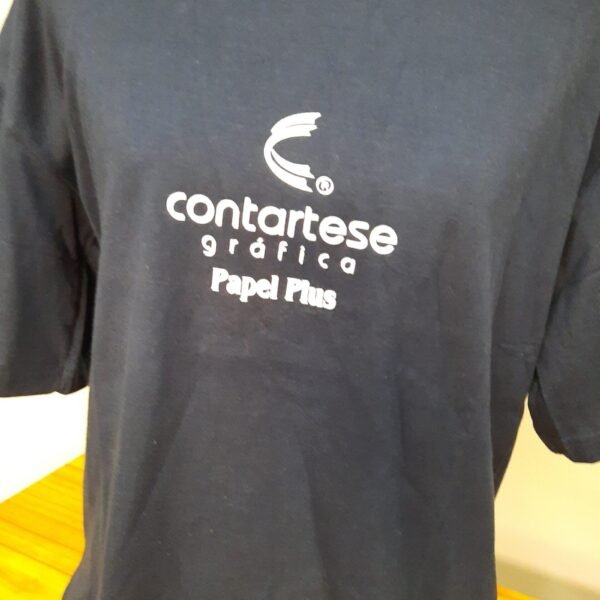 ®
contartese
gráfica
Papel Plus